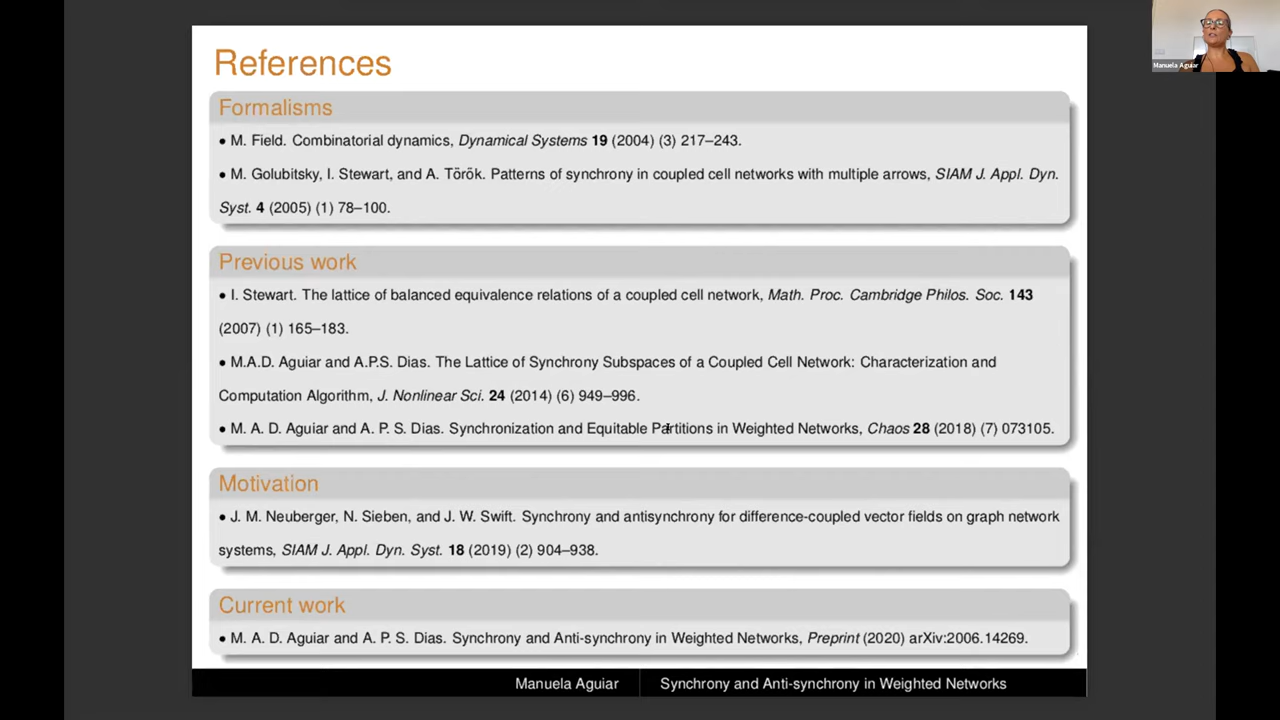 Manuela Aguiar
References
Formalisms
• M. Field. Combinatorial dynamics, Dynamical Systems 19 (2004) (3) 217–243.
• M. Golubitsky, I. Stewart, and A. Török. Patterns of synchrony in coupled cell networks with multiple arrows, SIAM J. Appl. Dyn.
Syst. 4 (2005) (1) 78–100.
Previous work
• I. Stewart. The lattice of balanced equivalence relations of a coupled cell network, Math. Proc. Cambridge Philos. Soc. 143
(2007) (1) 165–183.
• M.A.D. Aguiar and A.P.S. Dias. The Lattice of Synchrony Subspaces of a Coupled Cell Network: Characterization and
Computation Algorithm, J. Nonlinear Sci. 24 (2014) (6) 949–996.
• M. A. D. Aguiar and A. P. S. Dias. Synchronization and Equitable Partitions in Weighted Networks, Chaos 28 (2018) (7) 073105.
Motivation
• J. M. Neuberger, N. Sieben, and J. W. Swift. Synchrony and antisynchrony for difference-coupled vector fields on graph network
systems, SIAM J. Appl. Dyn. Syst. 18 (2019) (2) 904–938.
Current work
• M. A. D. Aguiar and A. P. S. Dias. Synchrony and Anti-synchrony in Weighted Networks, Preprint (2020) arXiv:2006.14269.
Manuela Aguiar Synchrony and Anti-synchrony in Weighted Networks